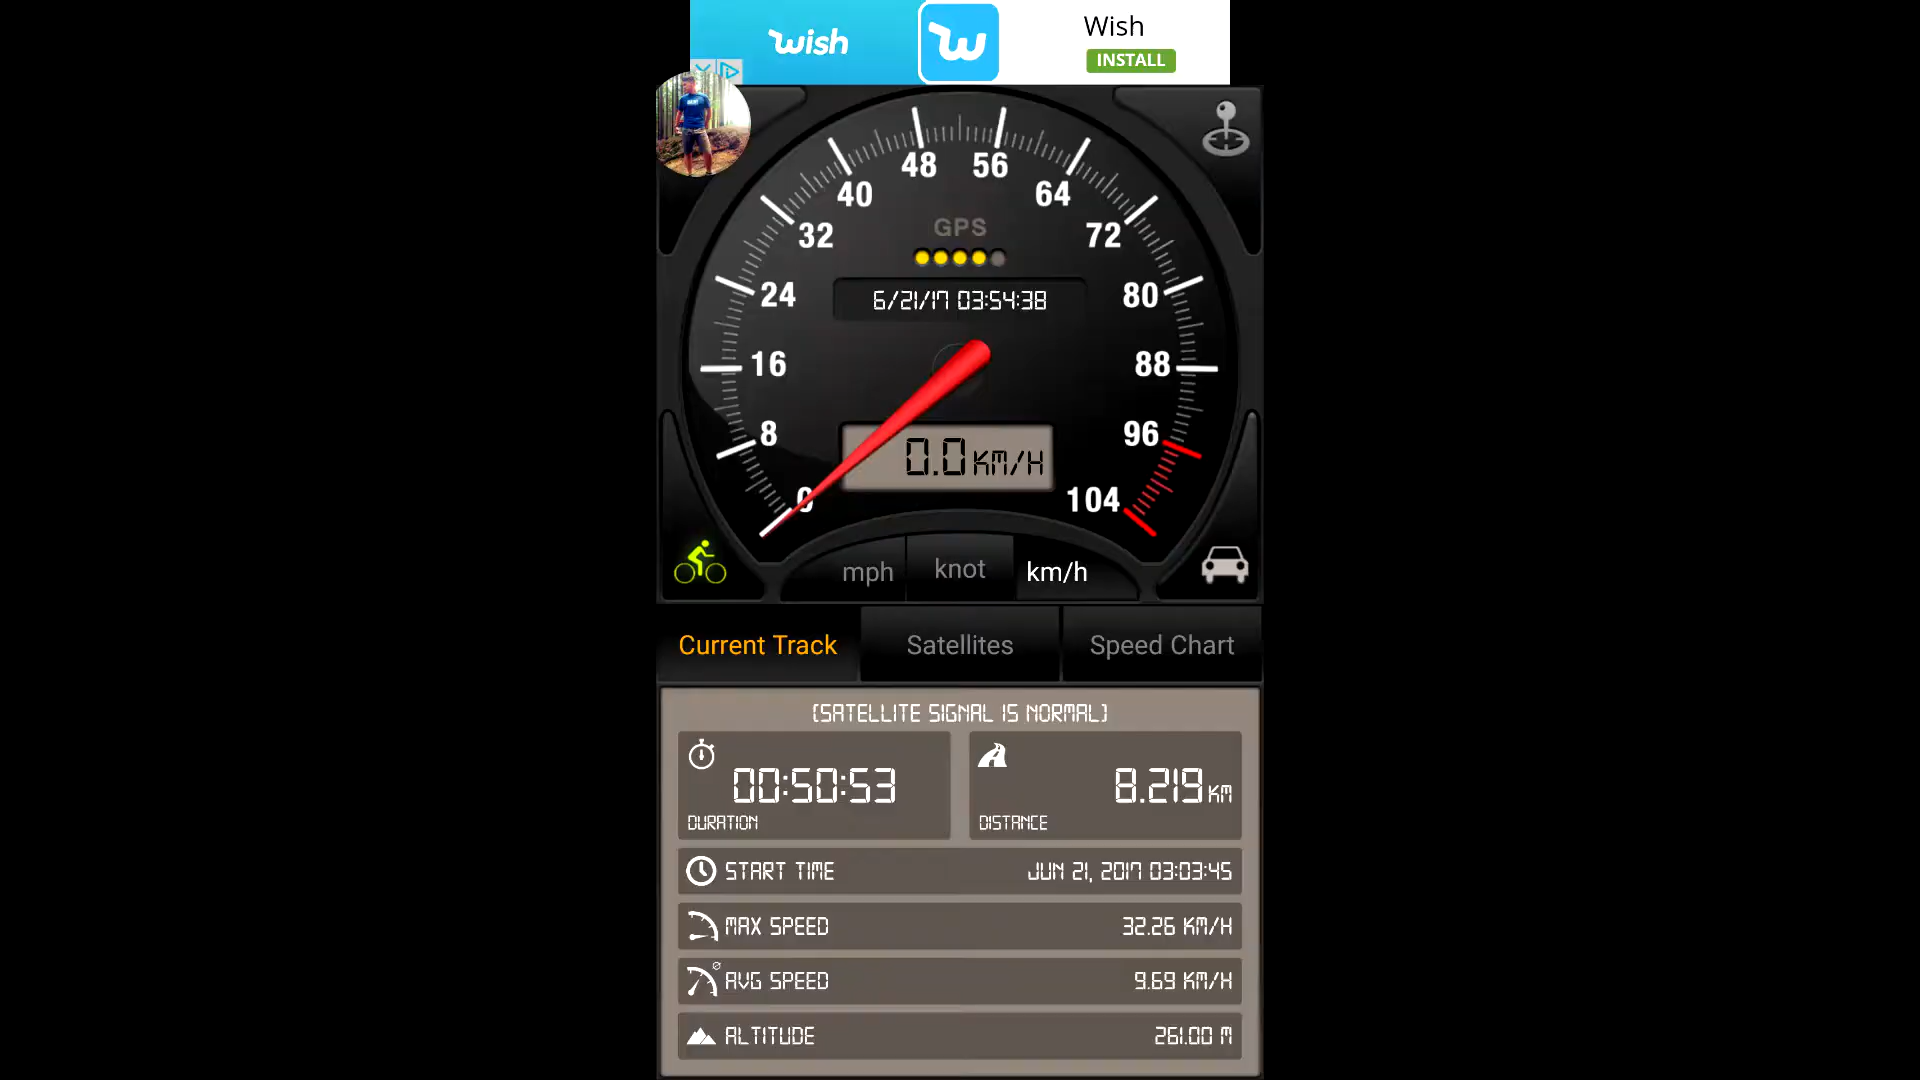 wish
Wish
INSTALL
48 56
40 64
32 72
GPS
24 80
6/21/17 03:54:38
16 88
8 96
0.0 KM/H
0 104
mph knot km/h
Current Track Satellites Speed Chart
[SATELLITE SIGNAL IS NORMAL]
00:50:53 8.219 KM
DURATION DISTANCE
START TIME JUN 21, 2017 03:03:45
MAX SPEED 32.26 KM/H
AVG SPEED 9.69 KM/H
ALTITUDE 261.00 M